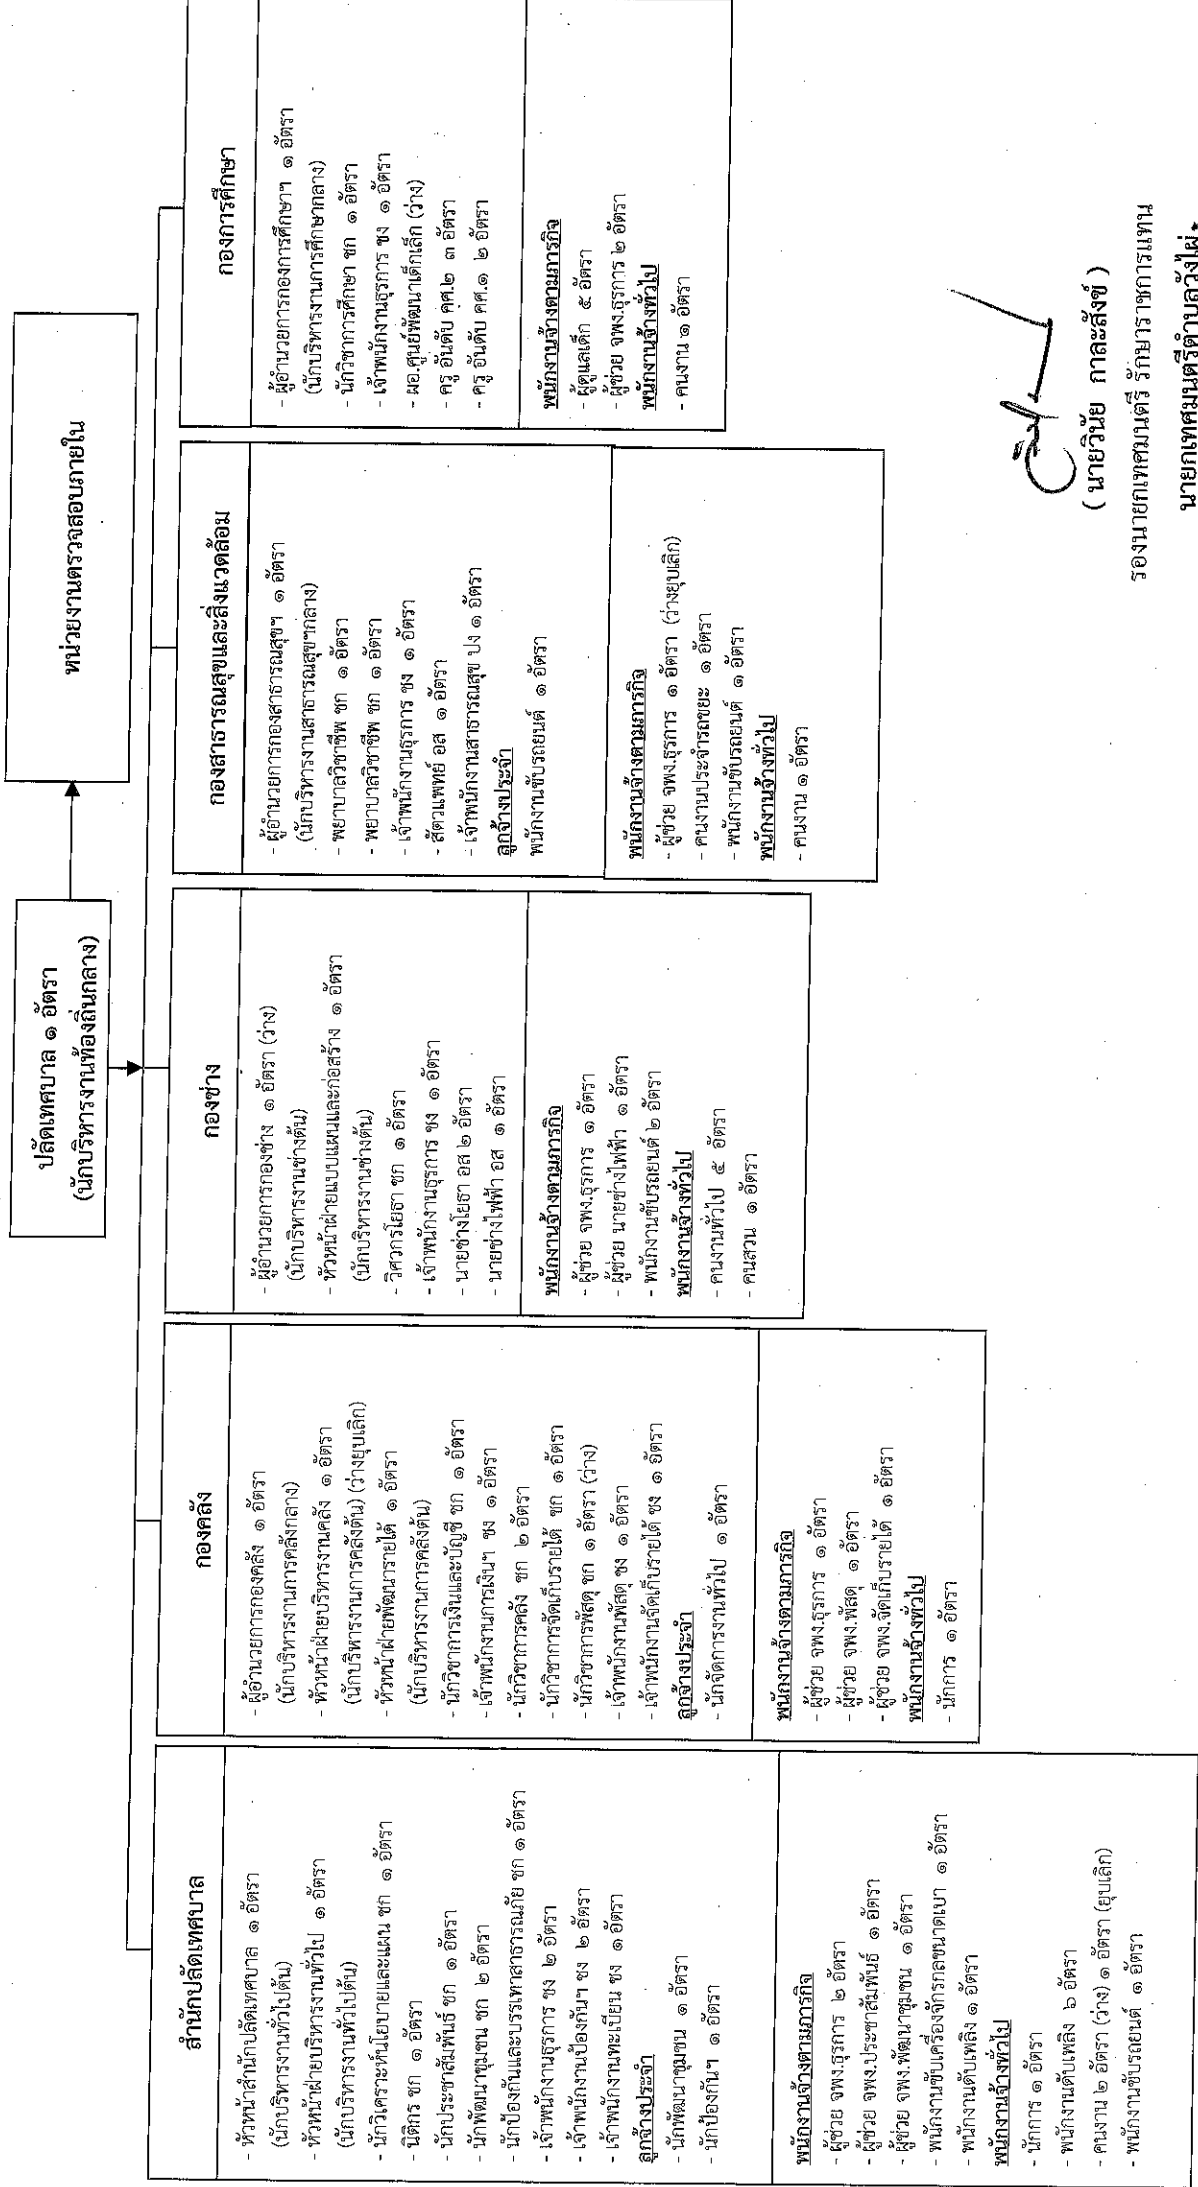 ปลัดเทศบาล ๑ อัตรา
(นักบริหารงานท้องถิ่นกลาง)
หน่วยงานตรวจสอบภายใน
สำนักปลัดเทศบาล
- หัวหน้าสำนักปลัดเทศบาล ๑ อัตรา
(นักบริหารงานทั่วไปต้น)
- หัวหน้าฝ่ายบริหารงานทั่วไป ๑ อัตรา
(นักบริหารงานทั่วไปต้น)
- นักวิเคราะห์นโยบายและแผน ชก ๑ อัตรา
- นิติกร ชก ๑ อัตรา
- นักประชาสัมพันธ์ ชก ๑ อัตรา
- นักพัฒนาชุมชน ชก ๒ อัตรา
- นักป้องกันและบรรเทาสาธารณภัย ชก ๑ อัตรา
- เจ้าพนักงานธุรการ ชง ๒ อัตรา
- เจ้าพนักงานป้องกันฯ ชง ๒ อัตรา
- เจ้าพนักงานทะเบียน ชง ๑ อัตรา
ลูกจ้างประจำ
- นักพัฒนาชุมชน ๑ อัตรา
- นักป้องกันฯ ๑ อัตรา
พนักงานจ้างตามภารกิจ
- ผู้ช่วย จพง.ธุรการ ๒ อัตรา
- ผู้ช่วย จพง.ประชาสัมพันธ์ ๑ อัตรา
- ผู้ช่วย จพง.พัฒนาชุมชน ๑ อัตรา
- พนักงานขับเครื่องจักรกลขนาดเบา ๑ อัตรา
- พนักงานดับเพลิง ๑ อัตรา
พนักงานจ้างทั่วไป
- นักการ ๑ อัตรา
- พนักงานดับเพลิง ๖ อัตรา
- คนงาน ๒ อัตรา (ว่าง) ๑ อัตรา (ยุบเลิก)
- พนักงานขับรถยนต์ ๑ อัตรา
กองคลัง
- ผู้อำนวยการกองคลัง ๑ อัตรา
(นักบริหารงานการคลังกลาง)
- หัวหน้าฝ่ายบริหารงานคลัง ๑ อัตรา
(นักบริหารงานการคลังต้น) (ว่างยุบเลิก)
- หัวหน้าฝ่ายพัฒนารายได้ ๑ อัตรา
(นักบริหารงานการคลังต้น)
- นักวิชาการเงินและบัญชี ชก ๑ อัตรา
- เจ้าพนักงานการเงินฯ ชง ๑ อัตรา
- นักวิชาการคลัง ชก ๒ อัตรา
- นักวิชาการจัดเก็บรายได้ ชก ๑ อัตรา
- นักวิชาการพัสดุ ชก ๑ อัตรา (ว่าง)
- เจ้าพนักงานพัสดุ ชง ๑ อัตรา
- เจ้าพนักงานจัดเก็บรายได้ ชง ๑ อัตรา
ลูกจ้างประจำ
- นักจัดการงานทั่วไป ๑ อัตรา
พนักงานจ้างตามภารกิจ
- ผู้ช่วย จพง.ธุรการ ๑ อัตรา
- ผู้ช่วย จพง.พัสดุ ๑ อัตรา
- ผู้ช่วย จพง.จัดเก็บรายได้ ๑ อัตรา
พนักงานจ้างทั่วไป
- นักการ ๑ อัตรา
กองช่าง
- ผู้อำนวยการกองช่าง ๑ อัตรา (ว่าง)
(นักบริหารงานช่างต้น)
- หัวหน้าฝ่ายแบบแผนและก่อสร้าง ๑ อัตรา
(นักบริหารงานช่างต้น)
- วิศวกรโยธา ชก ๑ อัตรา
- เจ้าพนักงานธุรการ ชง ๑ อัตรา
- นายช่างโยธา อส ๒ อัตรา
- นายช่างไฟฟ้า อส ๑ อัตรา
พนักงานจ้างตามภารกิจ
- ผู้ช่วย จพง.ธุรการ ๑ อัตรา
- ผู้ช่วย นายช่างไฟฟ้า ๑ อัตรา
- พนักงานขับรถยนต์ ๒ อัตรา
พนักงานจ้างทั่วไป
- คนงานทั่วไป ๕ อัตรา
- คนสวน ๑ อัตรา
กองสาธารณสุขและสิ่งแวดล้อม
- ผู้อำนวยการกองสาธารณสุขฯ ๑ อัตรา
(นักบริหารงานสาธารณสุขฯกลาง)
- พยาบาลวิชาชีพ ชก ๑ อัตรา
- พยาบาลวิชาชีพ ชก ๑ อัตรา
- เจ้าพนักงานธุรการ ชง ๑ อัตรา
- สัตวแพทย์ อส ๑ อัตรา
- เจ้าพนักงานสาธารณสุข ปง ๑ อัตรา
ลูกจ้างประจำ
พนักงานขับรถยนต์ ๑ อัตรา
พนักงานจ้างตามภารกิจ
- ผู้ช่วย จพง.ธุรการ ๑ อัตรา (ว่างยุบเลิก)
- คนงานประจำรถขยะ ๑ อัตรา
- พนักงานขับรถยนต์ ๑ อัตรา
พนักงานจ้างทั่วไป
- คนงาน ๑ อัตรา
กองการศึกษา
- ผู้อำนวยการกองการศึกษาฯ ๑ อัตรา
(นักบริหารงานการศึกษากลาง)
- นักวิชาการศึกษา ชก ๑ อัตรา
- เจ้าพนักงานธุรการ ชง ๑ อัตรา
- ผอ.ศูนย์พัฒนาเด็กเล็ก (ว่าง)
- ครู อันดับ คศ.๒ ๓ อัตรา
- ครู อันดับ คศ.๑ ๒ อัตรา
พนักงานจ้างตามภารกิจ
- ผู้ดูแลเด็ก ๕ อัตรา
- ผู้ช่วย จพง.ธุรการ ๒ อัตรา
พนักงานจ้างทั่วไป
- คนงาน ๑ อัตรา
( นายวินัย กาละสังข์ )
รองนายกเทศมนตรี รักษาราชการแทน
นายกเทศมนตรีตำบลวังไผ่